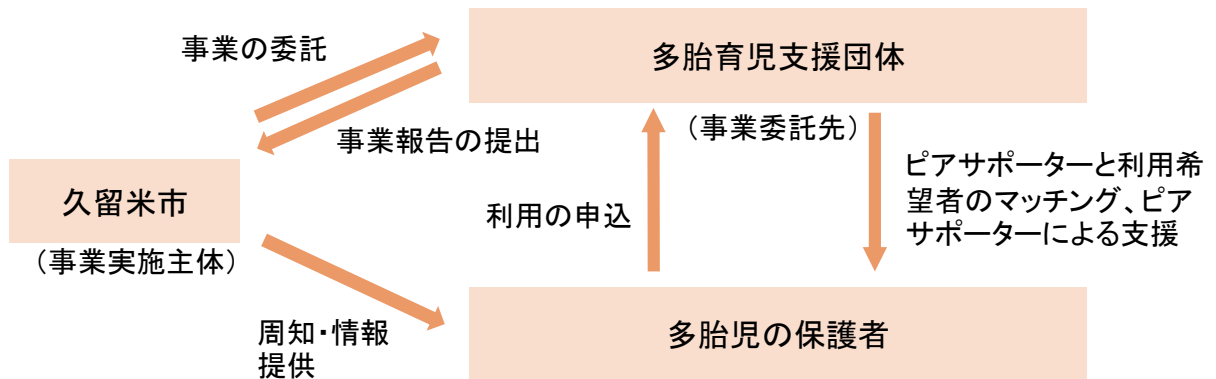 事業の委託
多胎育児支援団体
(事業委託先)
事業報告の提出
久留米市
(事業実施主体)
利用の申込
ピアサポーターと利用希
望者のマッチング、ピア
サポーターによる支援
周知・情報
提供
多胎児の保護者